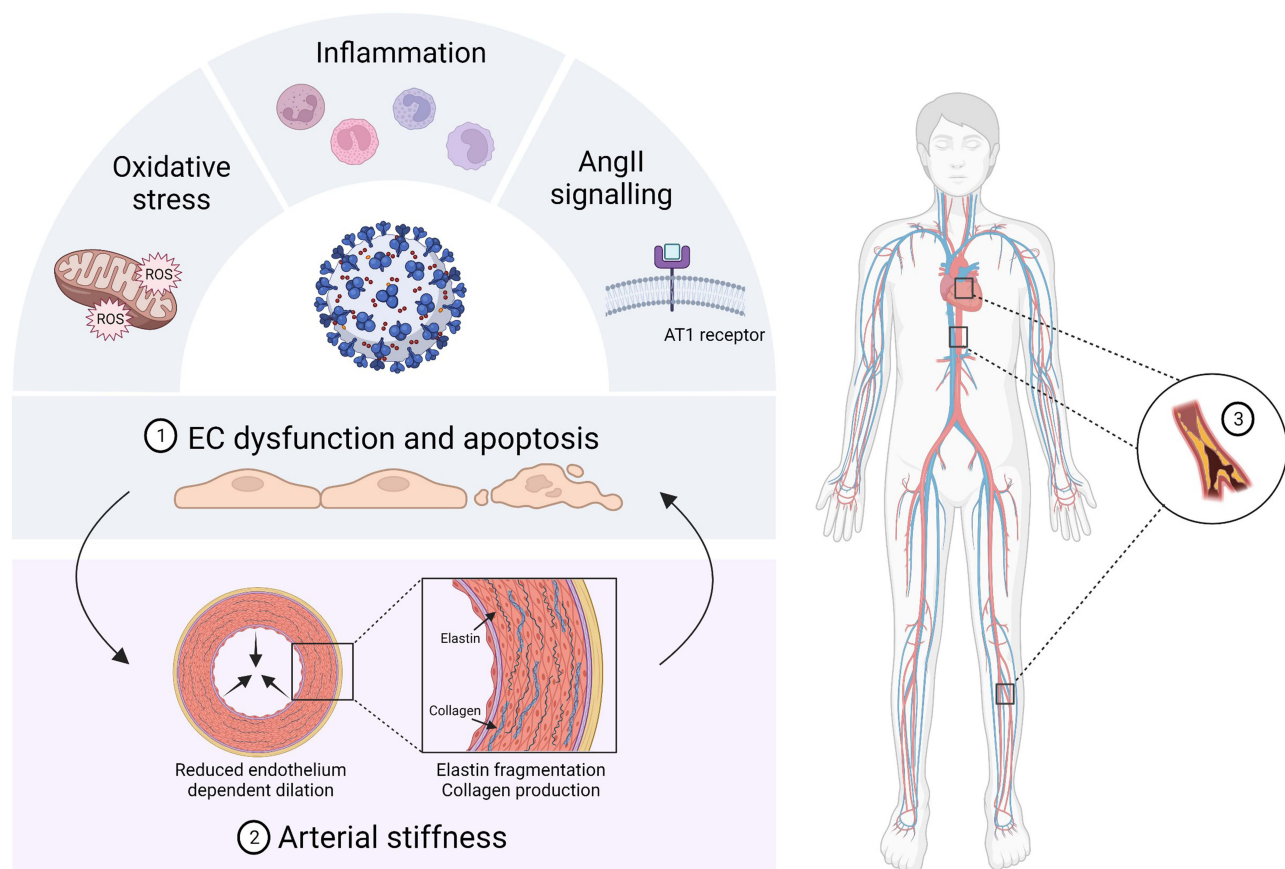 Inflammation
Oxidative
stress
AngII
signalling
ROS
ROS
AT1 receptor
1 EC dysfunction and apoptosis
Elastin
Collagen
Reduced endothelium
dependent dilation
Elastin fragmentation
Collagen production
2 Arterial stiffness
3